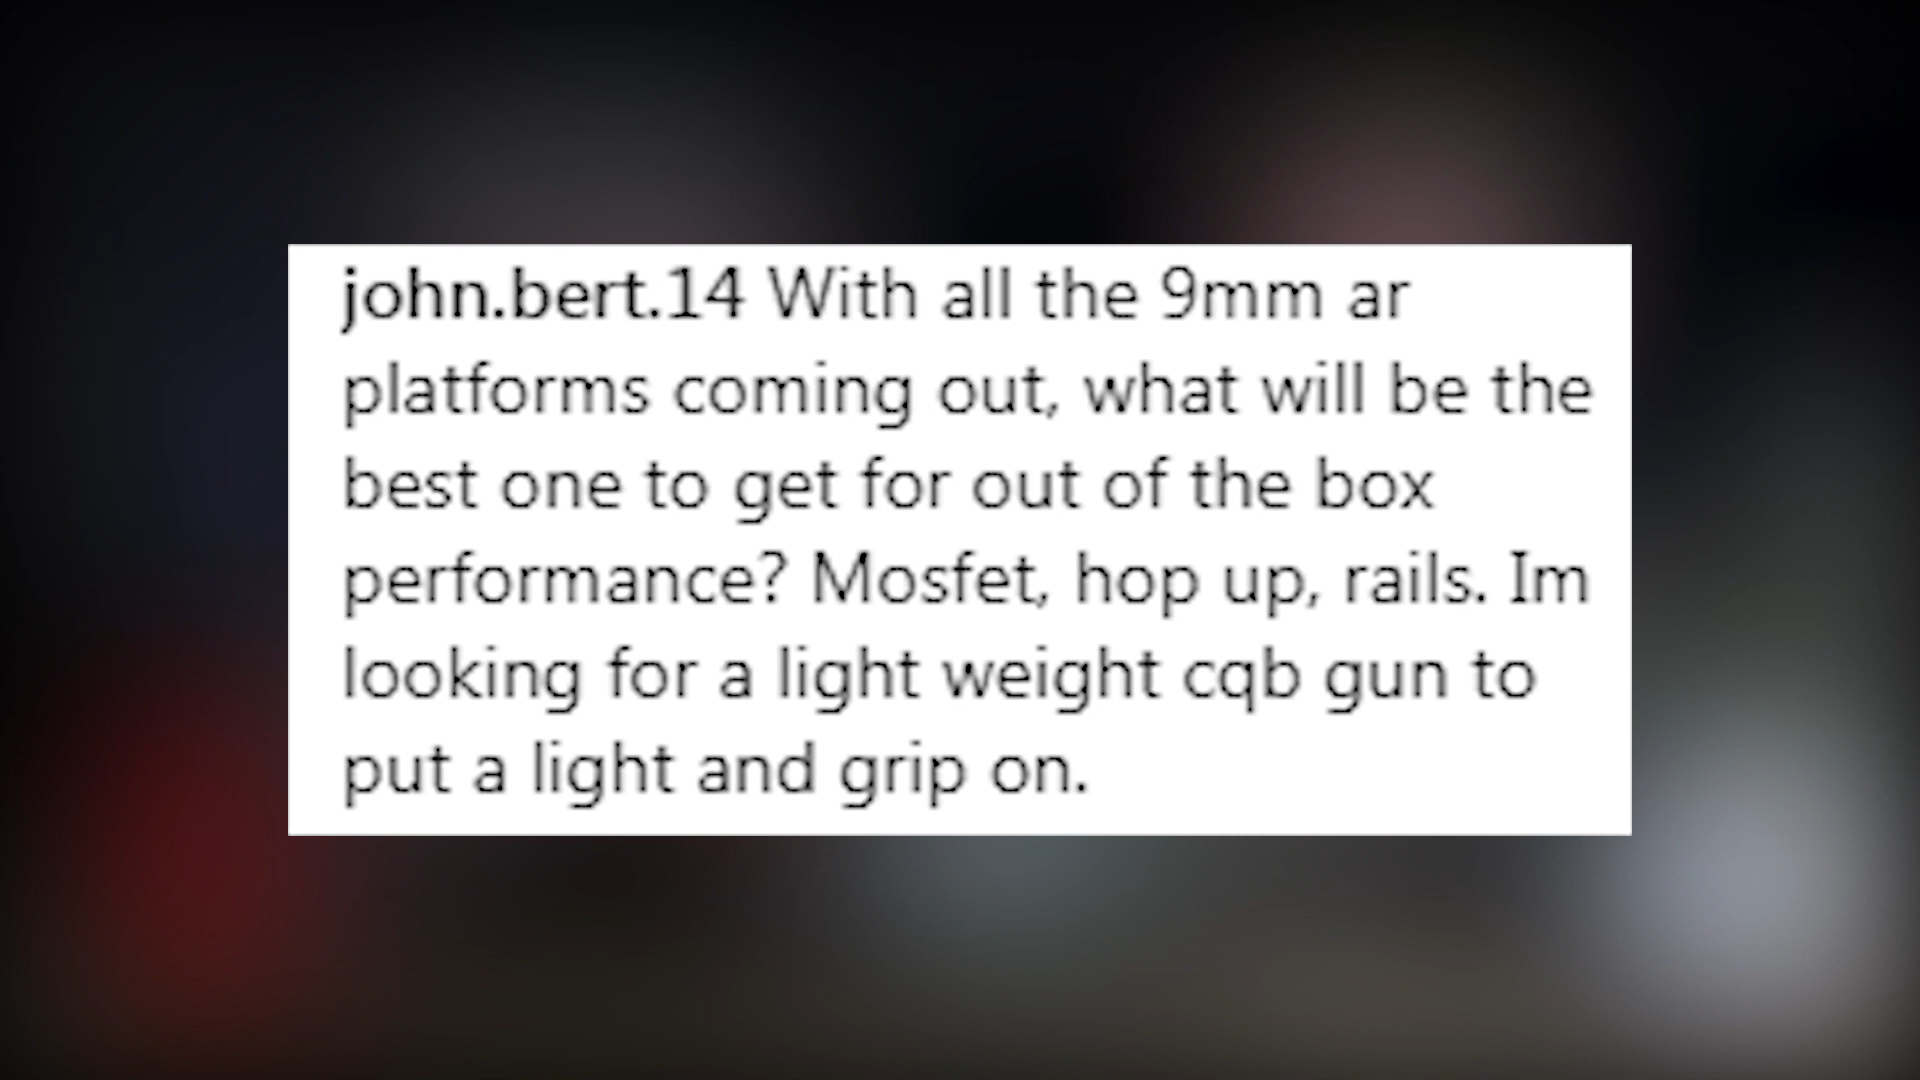 john.bert.14 With all the 9mm ar
platforms coming out, what will be the
best one to get for out of the box
performance? Mosfet, hop up, rails. Im
looking for a light weight cqb gun to
put a light and grip on.